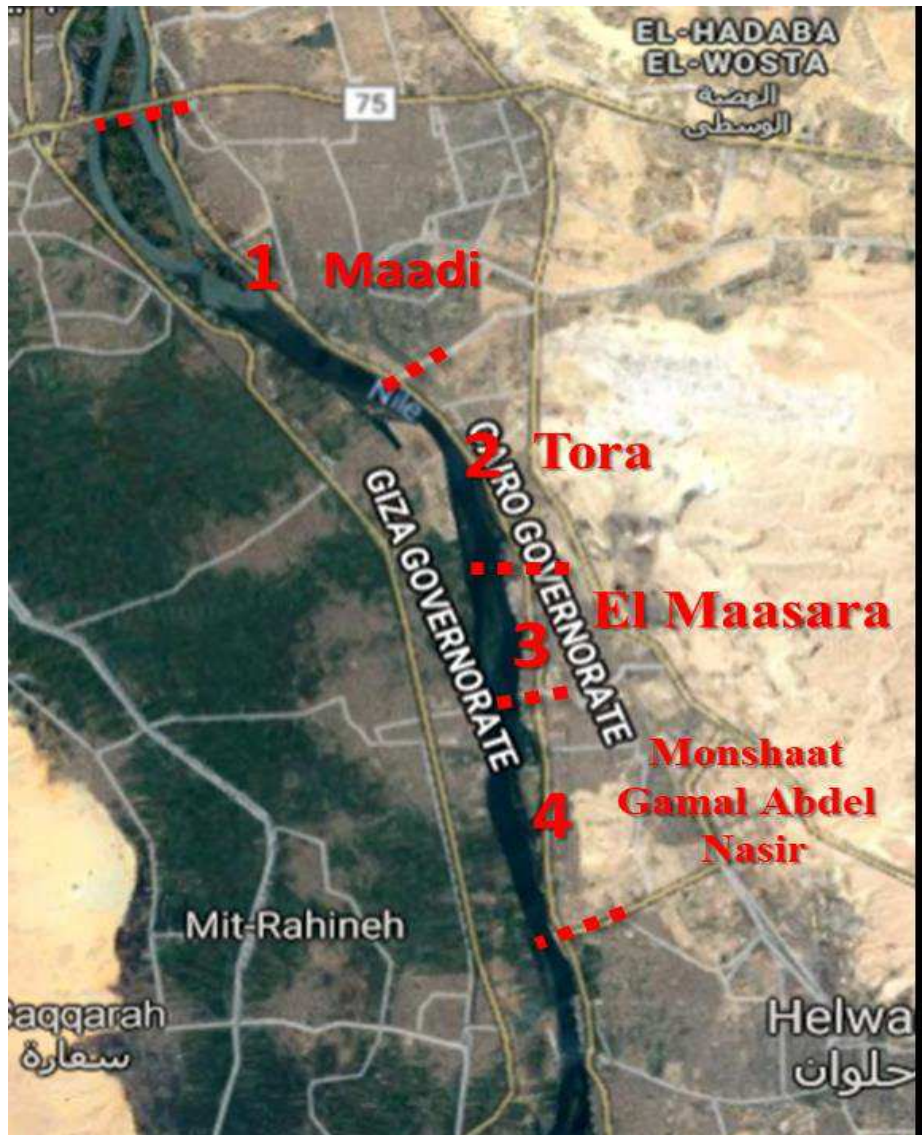 EL-HADABA
EL-WOSTA
الهضبة
الوسطى
75
1 Maadi
Nile
2 Tora
CAIRO GOVERNORATE
GIZA GOVERNORATE
El Maasara
3
Monshaat
Gamal Abdel
Nasir
4
Mit-Rahineh
aqqarah
سقارة
Helwa
حلوان